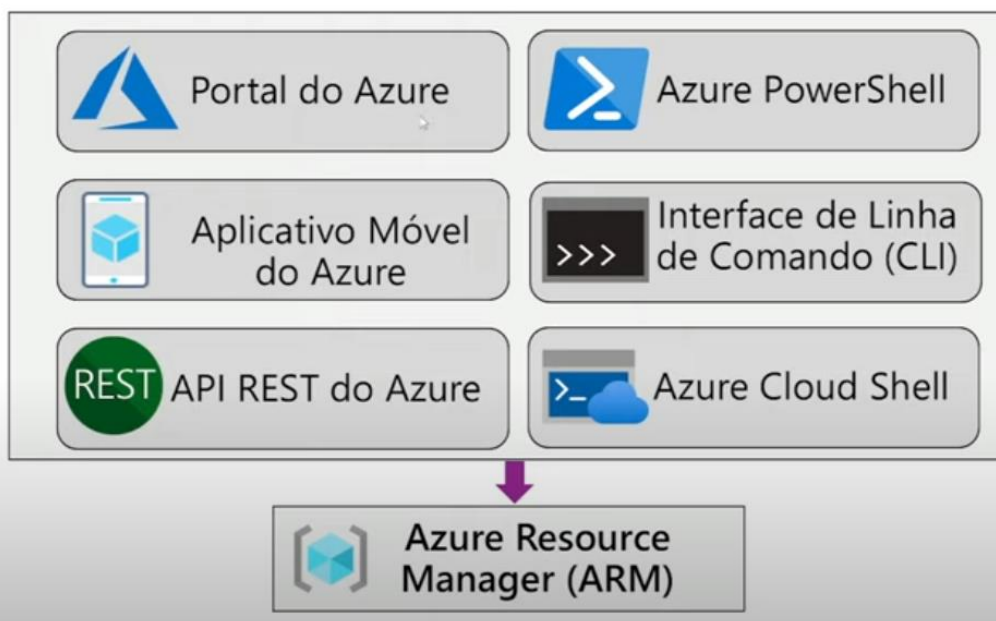 Portal do Azure
Azure PowerShell
Aplicativo Móvel
do Azure
Interface de Linha
de Comando (CLI)
>>>
REST
API REST do Azure
>_
Azure Cloud Shell
Azure Resource
Manager (ARM)